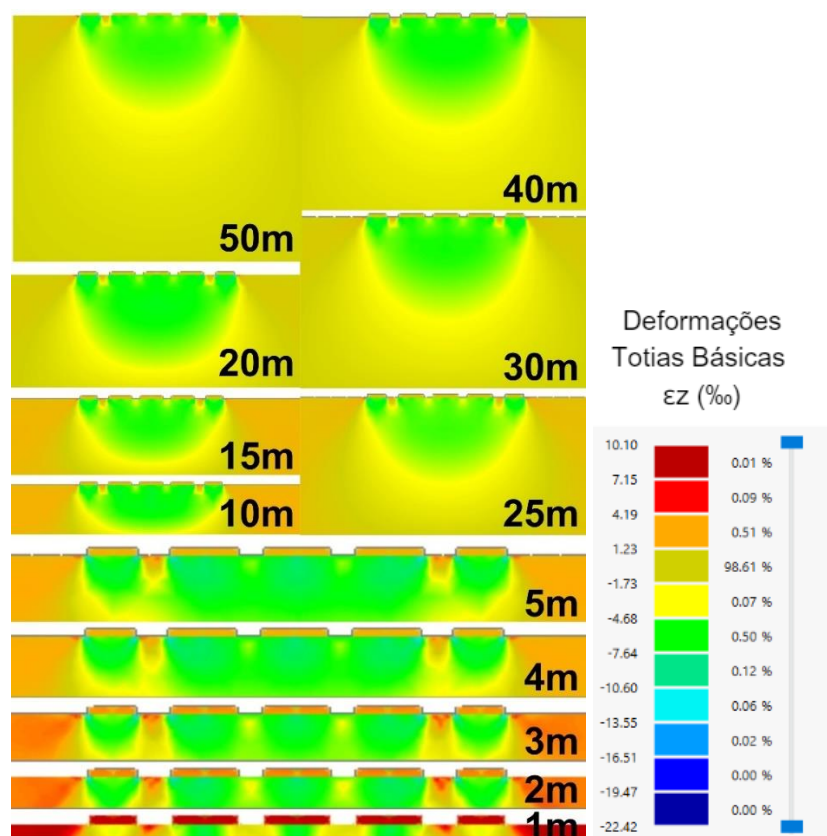 50m
40m
20m
30m
15m
10m
25m
5m
4m
3m
2m
1m
Deformações
Totias Básicas
εz (‰)
10.10
0.01 %
7.15
0.09 %
4.19
0.51 %
1.23
98.61 %
-1.73
0.07 %
-4.68
0.50 %
-7.64
0.12 %
-10.60
0.06 %
-13.55
0.02 %
-16.51
0.00 %
-19.47
0.00 %
-22.42